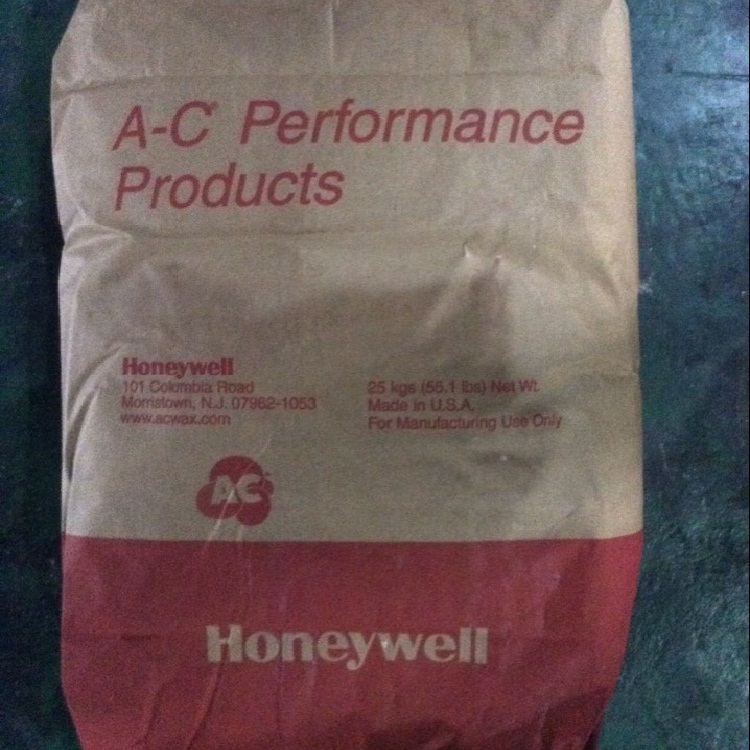 A-C® Performance
Products
Honeywell
101 Columbia Road
Morristown, N.J. 07962-1053
www.acwax.com
25 kgs (55.1 lbs) Net Wt.
Made in U.S.A.
For Manufacturing Use Only
AC
Honeywell